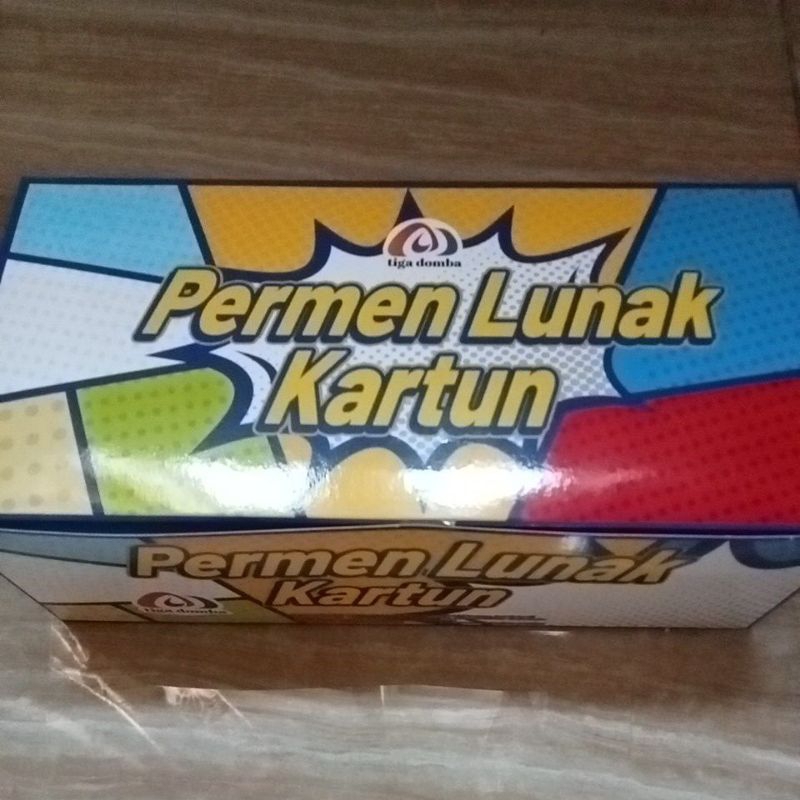 tiga domba
Permen Lunak
Kartun
Permen Lunak
Kartun
tiga domba